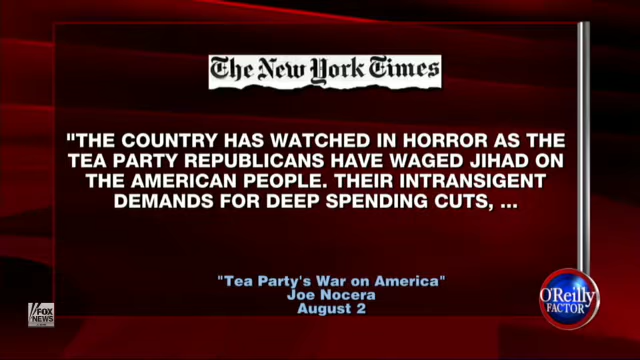 The New York Times
"THE COUNTRY HAS WATCHED IN HORROR AS THE
TEA PARTY REPUBLICANS HAVE WAGED JIHAD ON
THE AMERICAN PEOPLE. THEIR INTRANSIGENT
DEMANDS FOR DEEP SPENDING CUTS, ...
"Tea Party's War on America"
Joe Nocera
August 2
O'Reilly
FACTOR
FOX
NEWS